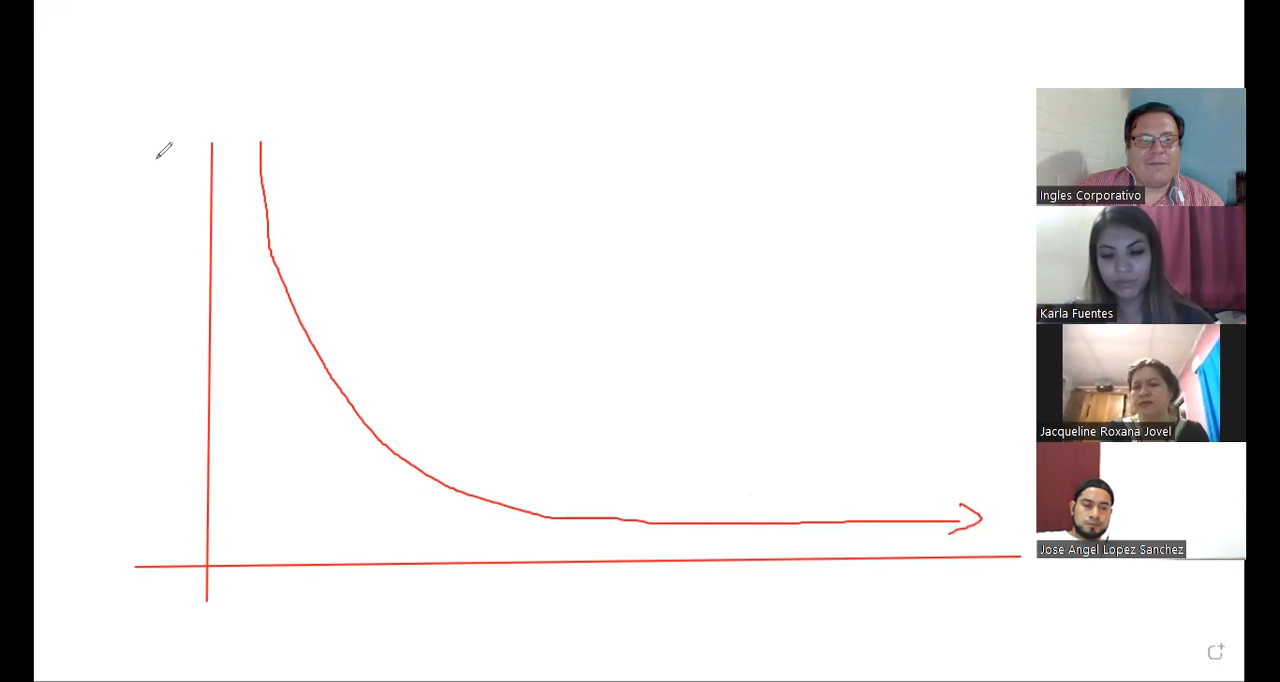 Ingles Corporativo
Karla Fuentes
Jacqueline Roxana Jovel
Jose Angel Lopez Sanchez